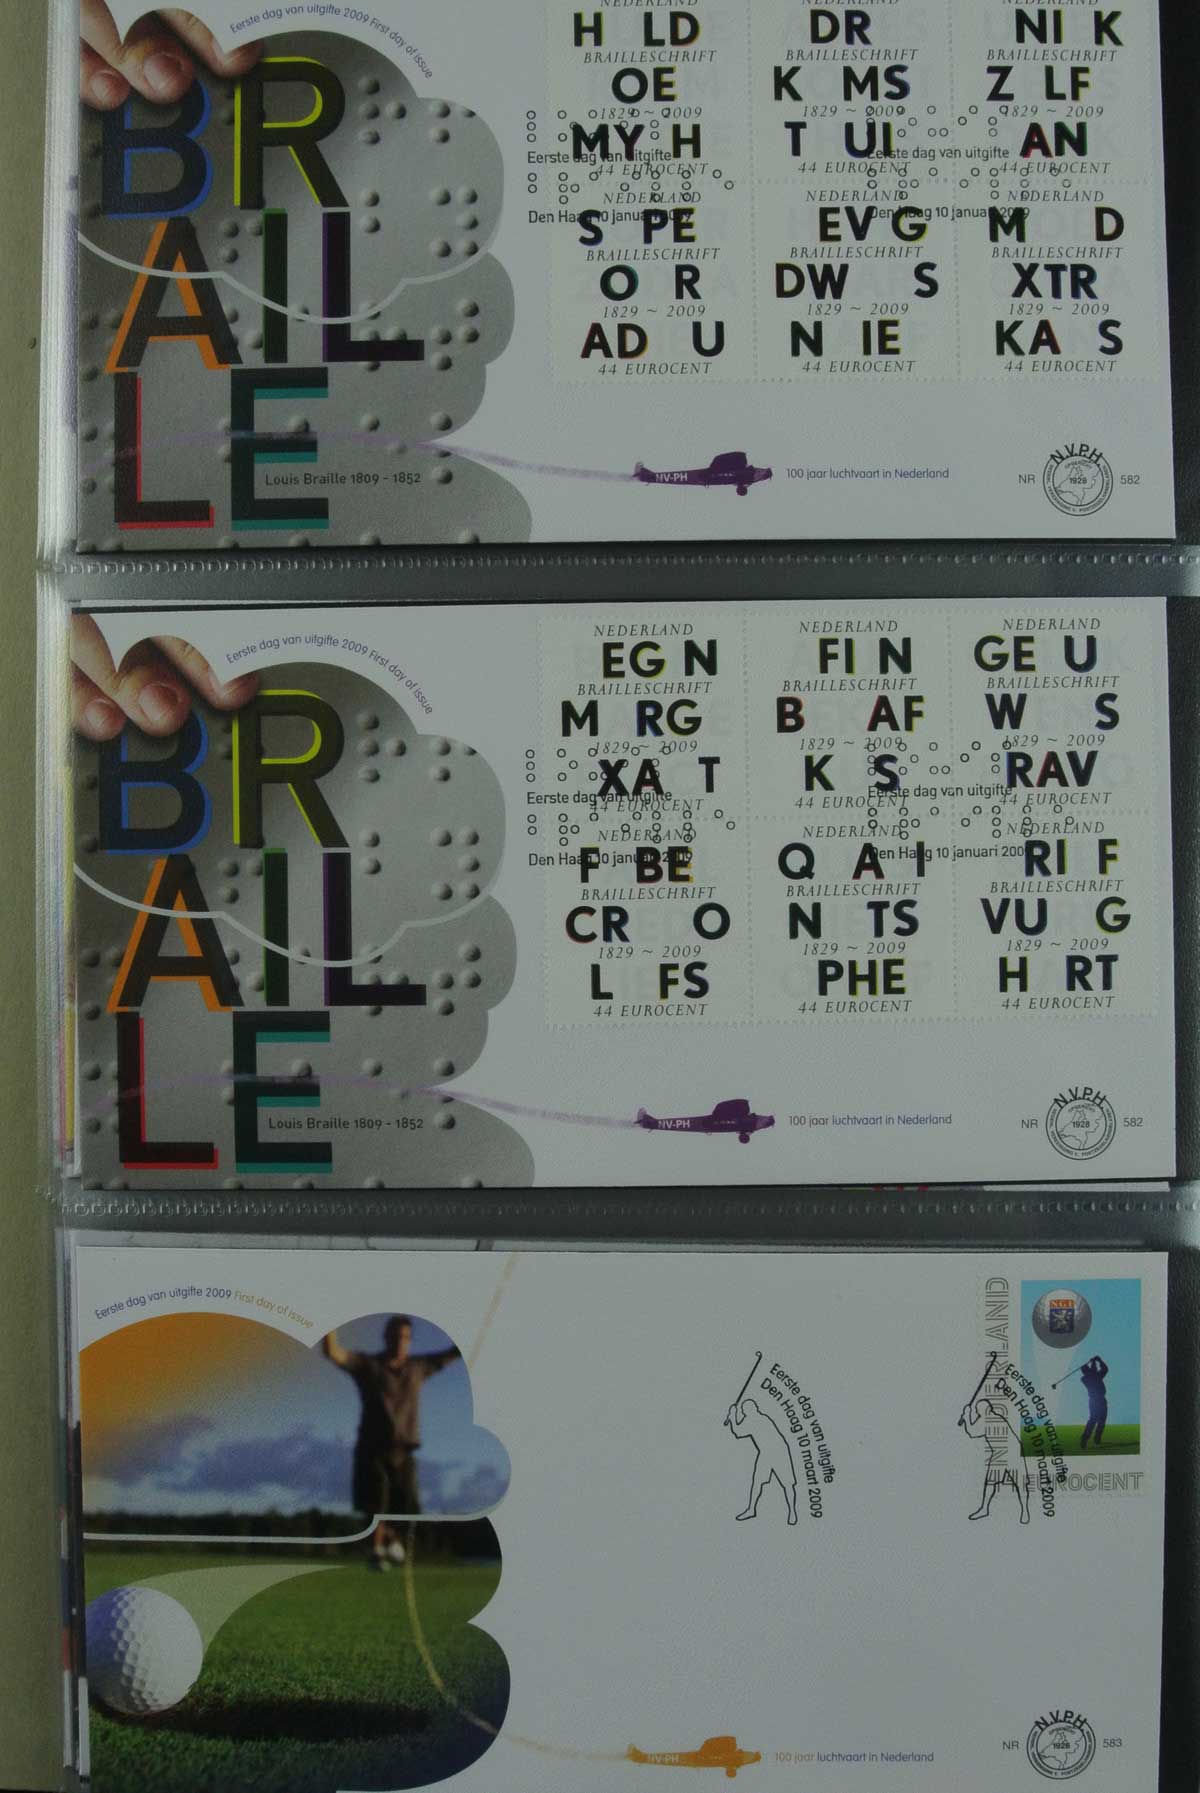 Eerste dag van uitgifte 2009 First day of issue
BR
AIL
LE
Louis Braille 1809 - 1852
NEDERLAND NEDERLAND NEDERLAND
H LD DR NI K
BRAILLESCHRIFT BRAILLESCHRIFT BRAILLESCHRIFT
OE K MS Z LF
1829 ~ 2009 1829 ~ 2009 1829 ~ 2009
MY H T UI AN
44 EUROCENT 44 EUROCENT 44 EUROCENT
Eerste dag van uitgifte Eerste dag van uitgifte
Den Haag 10 januari 2009 Den Haag 10 januari 2009
NEDERLAND NEDERLAND NEDERLAND
S PE EVG M D
BRAILLESCHRIFT BRAILLESCHRIFT BRAILLESCHRIFT
O R DW S XTR
1829 ~ 2009 1829 ~ 2009 1829 ~ 2009
AD U N IE KA S
44 EUROCENT 44 EUROCENT 44 EUROCENT
NV-PH
100 jaar luchtvaart in Nederland
NR N.V.P.H. 1928 582
Eerste dag van uitgifte 2009 First day of issue
BR
AIL
LE
Louis Braille 1809 - 1852
NEDERLAND NEDERLAND NEDERLAND
EG N FI N GE U
BRAILLESCHRIFT BRAILLESCHRIFT BRAILLESCHRIFT
M RG B AF W S
1829 ~ 2009 1829 ~ 2009 1829 ~ 2009
XA T K S RAV
44 EUROCENT 44 EUROCENT 44 EUROCENT
Eerste dag van uitgifte Eerste dag van uitgifte
Den Haag 10 januari 2009 Den Haag 10 januari 2009
NEDERLAND NEDERLAND NEDERLAND
F BE Q A I RI F
BRAILLESCHRIFT BRAILLESCHRIFT BRAILLESCHRIFT
CR O N TS VU G
1829 ~ 2009 1829 ~ 2009 1829 ~ 2009
L FS PHE H RT
44 EUROCENT 44 EUROCENT 44 EUROCENT
NV-PH
100 jaar luchtvaart in Nederland
NR N.V.P.H. 1928 582
Eerste dag van uitgifte 2009 First day of issue
Eerste dag van uitgifte
Den Haag 10 maart 2009
Eerste dag van uitgifte
Den Haag 10 maart 2009
NEDERLAND
NGF
44 EUROCENT
NV-PH
100 jaar luchtvaart in Nederland
NR N.V.P.H. 1928 583